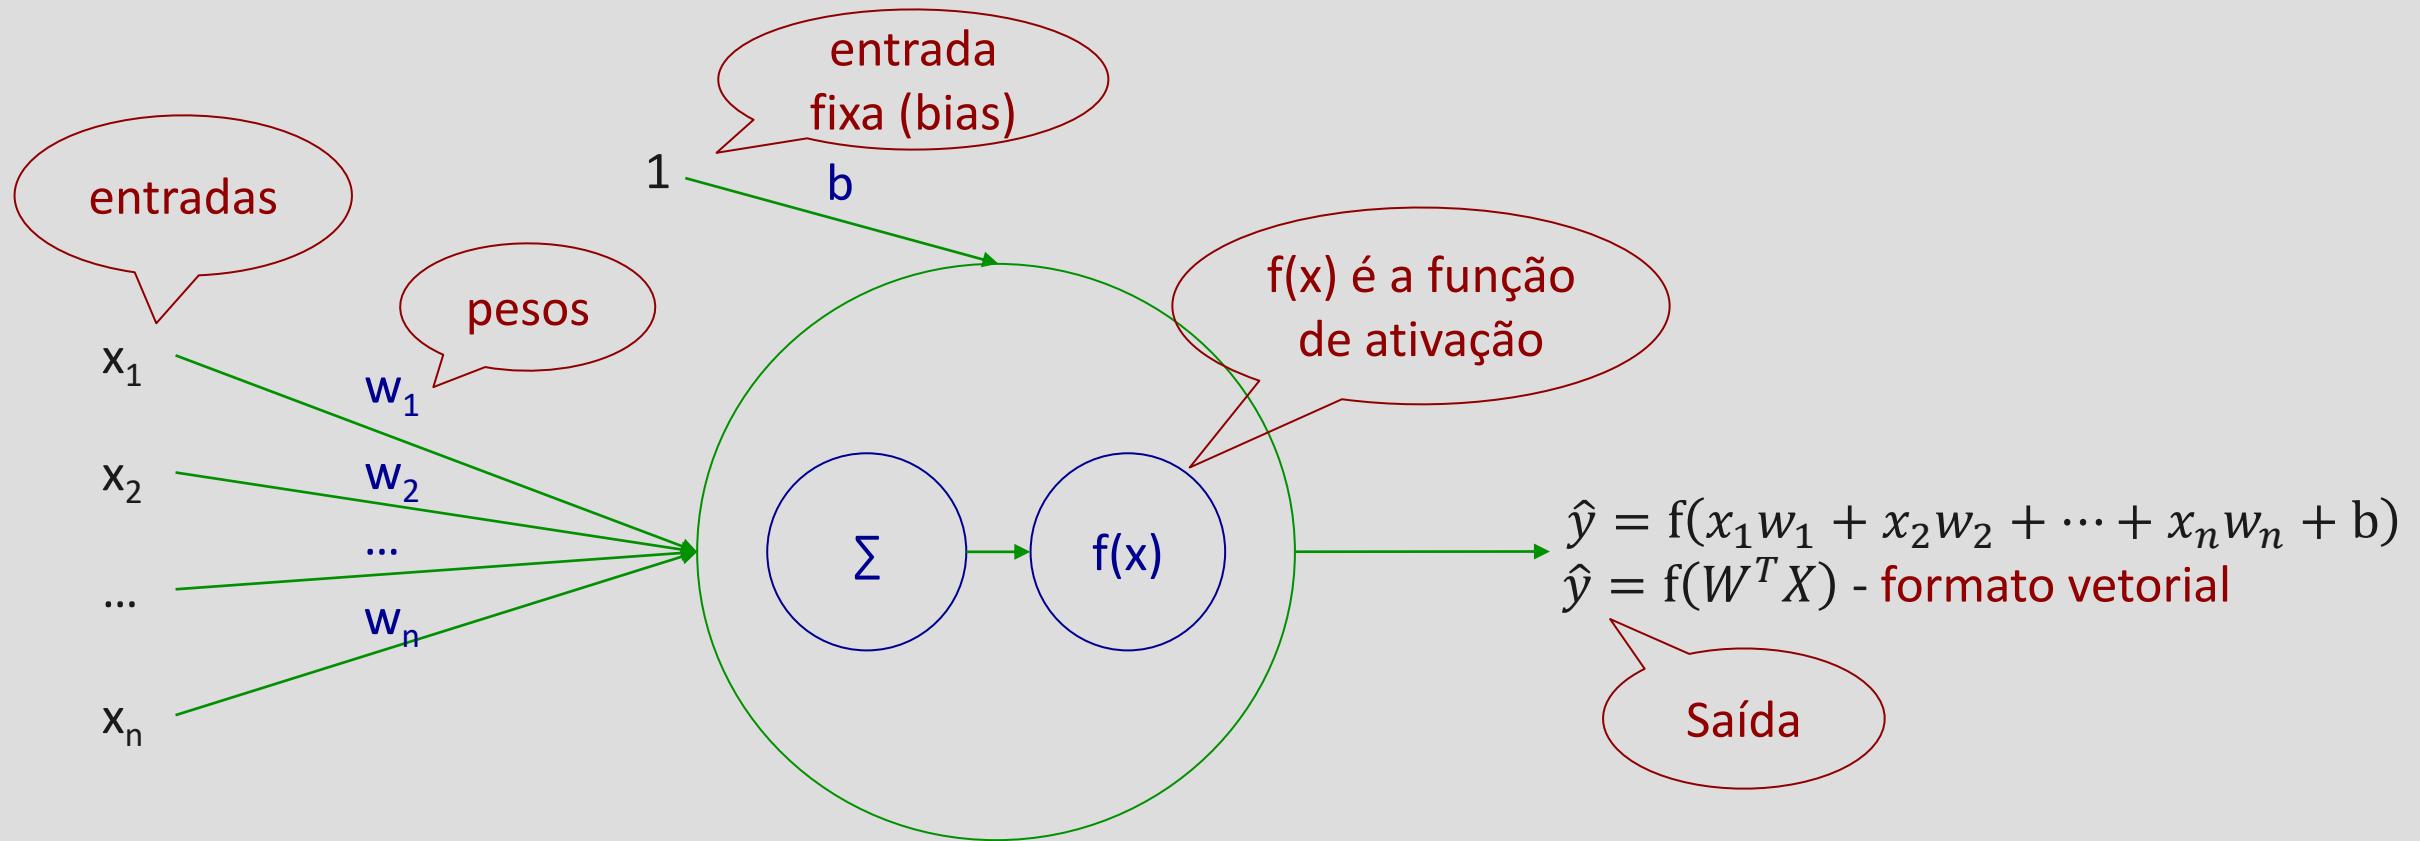 entrada
fixa (bias)
1
b
entradas
pesos
f(x) é a função
de ativação
x₁
w₁
x₂
w₂
...
...
wₙ
xₙ
∑
f(x)
ŷ = f(x₁w₁ + x₂w₂ + ⋯ + xₙwₙ + b)
ŷ = f(Wᵀ X) - formato vetorial
Saída